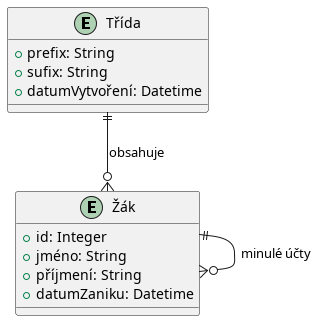 E Třída
prefix: String
sufix: String
datumVytvoření: Datetime
obsahuje
E Žák
id: Integer
jméno: String
příjmení: String
datumZaniku: Datetime
minulé účty